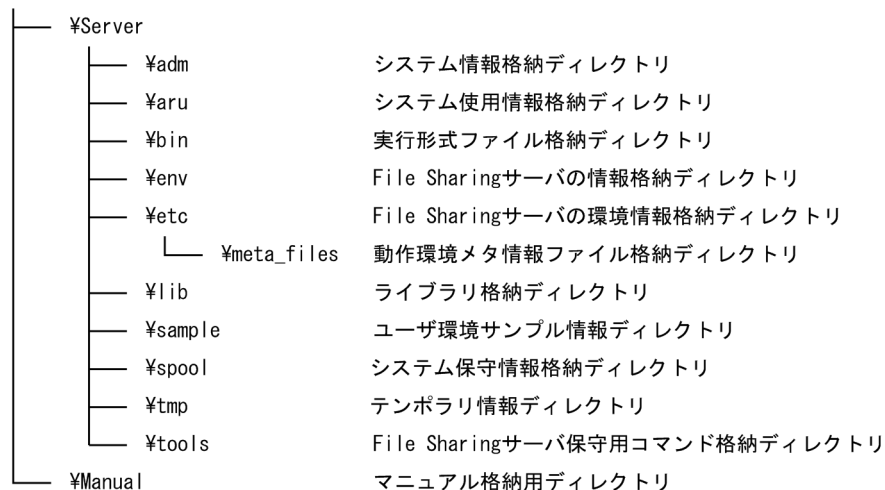 ¥Server
¥adm システム情報格納ディレクトリ
¥aru システム使用情報格納ディレクトリ
¥bin 実行形式ファイル格納ディレクトリ
¥env File Sharingサーバの情報格納ディレクトリ
¥etc File Sharingサーバの環境情報格納ディレクトリ
¥meta_files 動作環境メタ情報ファイル格納ディレクトリ
¥lib ライブラリ格納ディレクトリ
¥sample ユーザ環境サンプル情報ディレクトリ
¥spool システム保守情報格納ディレクトリ
¥tmp テンポラリ情報ディレクトリ
¥tools File Sharingサーバ保守用コマンド格納ディレクトリ
¥Manual マニュアル格納用ディレクトリ